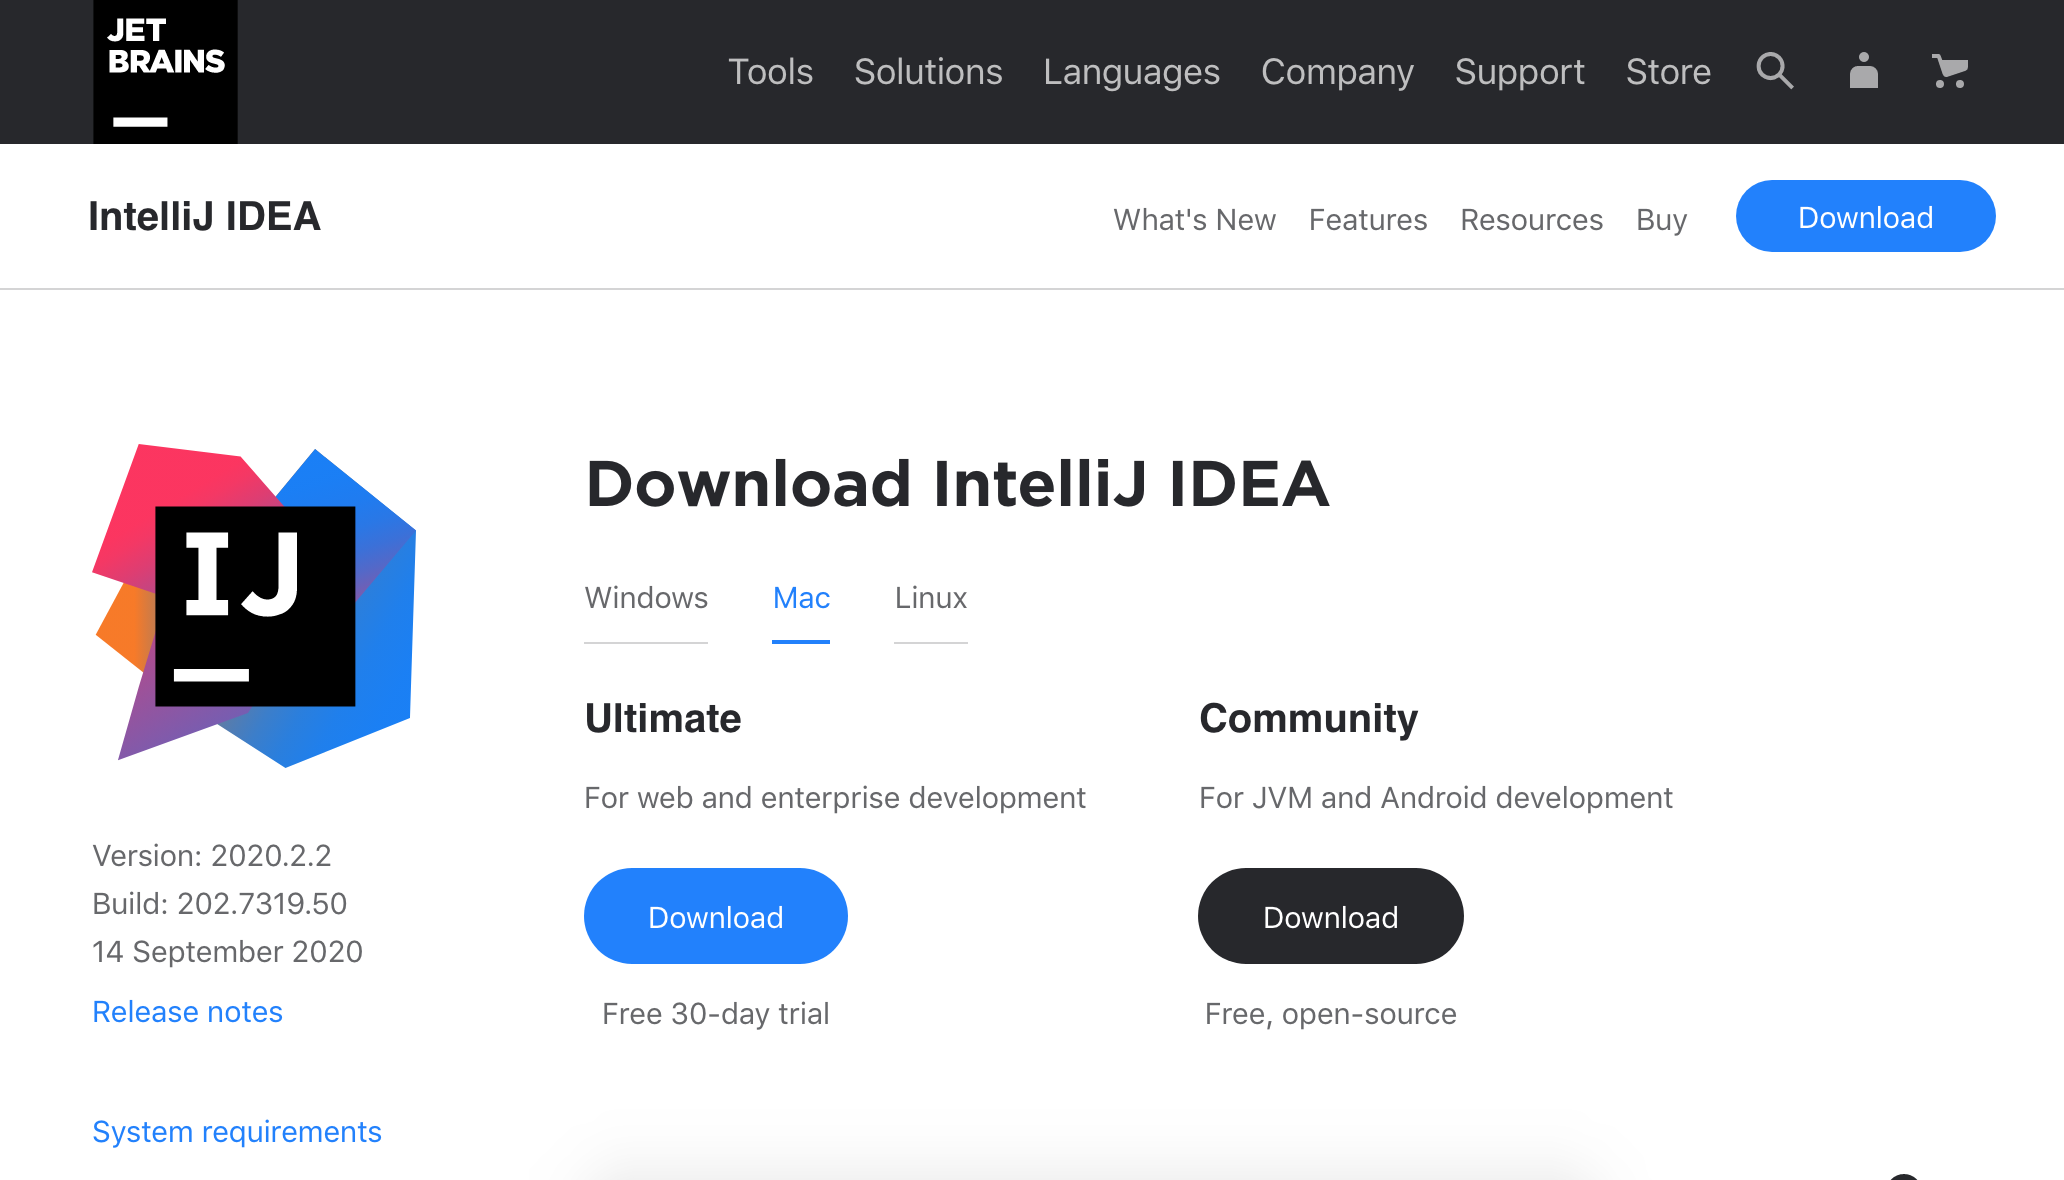 JET
BRAINS
Tools Solutions Languages Company Support Store
IntelliJ IDEA
What's New Features Resources Buy Download
IJ
Download IntelliJ IDEA
Windows Mac Linux
Ultimate
Community
For web and enterprise development
For JVM and Android development
Version: 2020.2.2
Build: 202.7319.50
14 September 2020
Download
Download
Release notes
Free 30-day trial
Free, open-source
System requirements